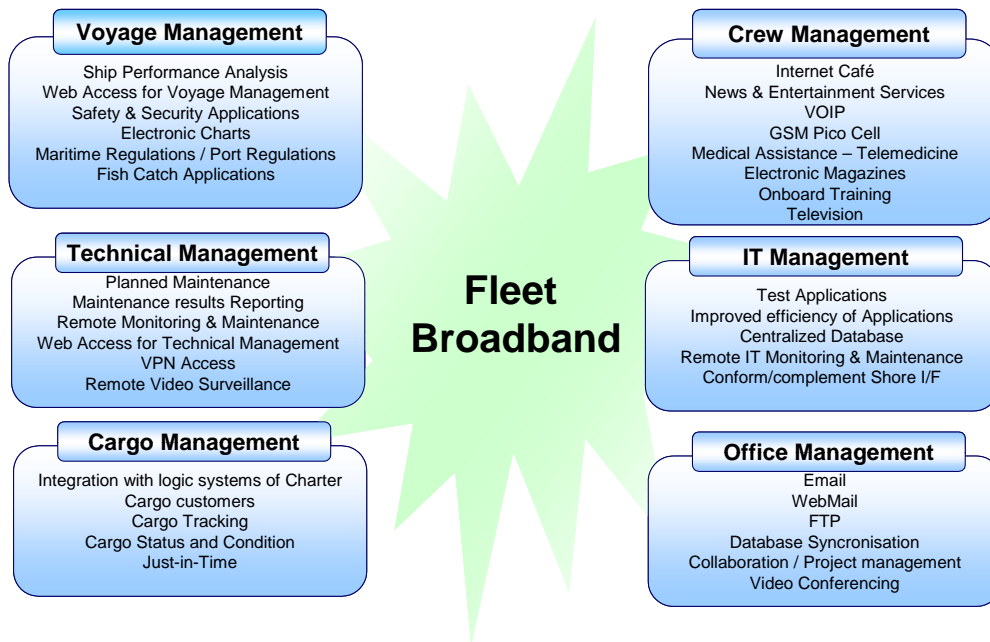 Voyage Management
Ship Performance Analysis
Web Access for Voyage Management
Safety & Security Applications
Electronic Charts
Maritime Regulations / Port Regulations
Fish Catch Applications
Technical Management
Planned Maintenance
Maintenance results Reporting
Remote Monitoring & Maintenance
Web Access for Technical Management
VPN Access
Remote Video Surveillance
Cargo Management
Integration with logic systems of Charter
Cargo customers
Cargo Tracking
Cargo Status and Condition
Just-in-Time
Fleet
Broadband
Crew Management
Internet Café
News & Entertainment Services
VOIP
GSM Pico Cell
Medical Assistance – Telemedicine
Electronic Magazines
Onboard Training
Television
IT Management
Test Applications
Improved efficiency of Applications
Centralized Database
Remote IT Monitoring & Maintenance
Conform/complement Shore I/F
Office Management
Email
WebMail
FTP
Database Syncronisation
Collaboration / Project management
Video Conferencing